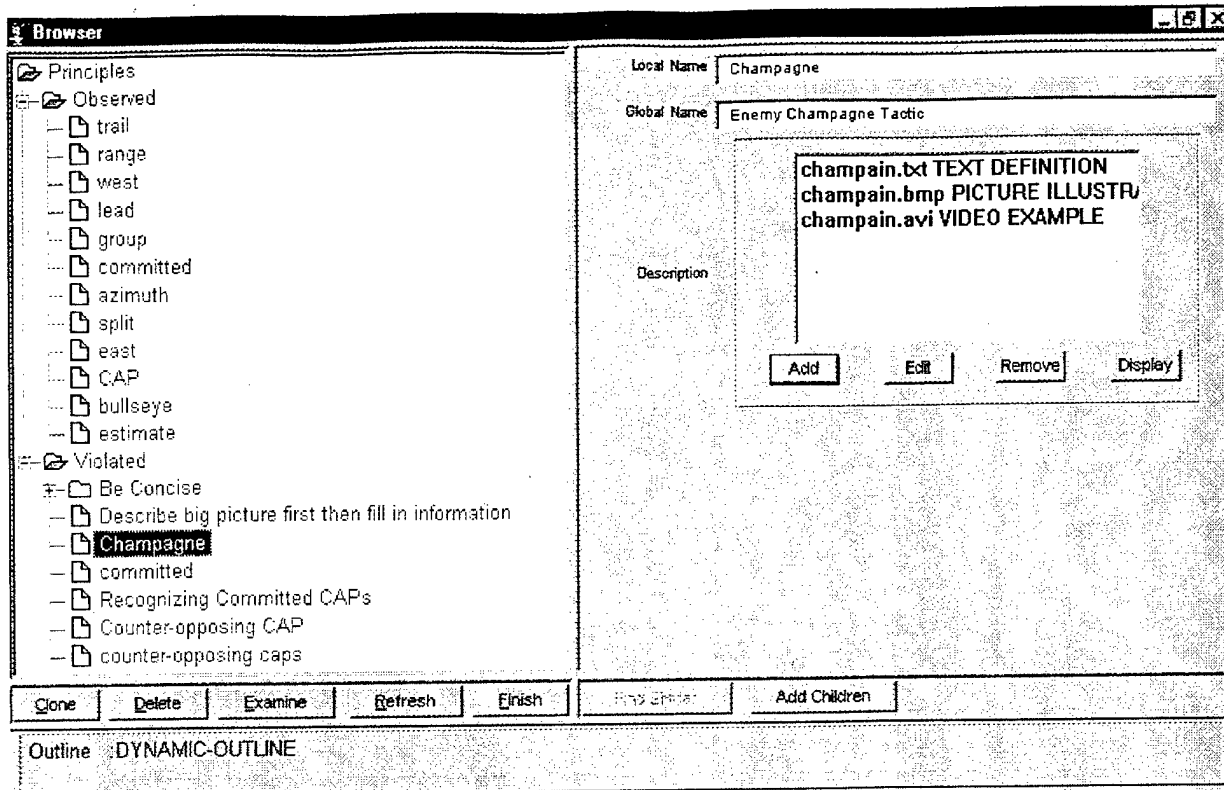 Browser
Principles
Observed
trail
range
west
lead
group
committed
azimuth
split
east
CAP
bullseye
estimate
Violated
Be Concise
Describe big picture first then fill in information
Champagne
committed
Recognizing Committed CAPs
Counter-opposing CAP
counter-opposing caps
Clone Delete Examine Refresh Finish
Local Name Champagne
Global Name Enemy Champagne Tactic
Description
champain.txt TEXT DEFINITION
champain.bmp PICTURE ILLUSTRA
champain.avi VIDEO EXAMPLE
Add Edit Remove Display
Add Children
Outline :DYNAMIC-OUTLINE